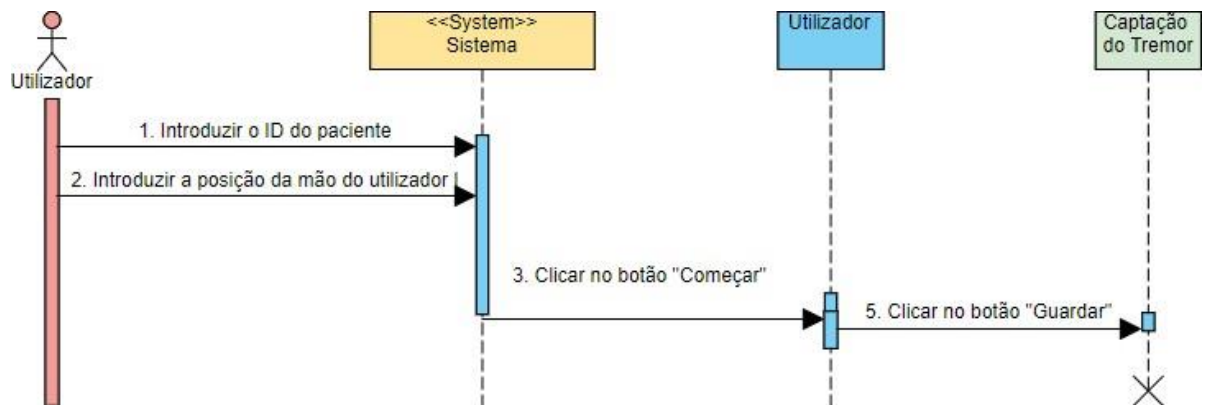 <<System>>
Sistema
Utilizador
Captação
do Tremor
Utilizador
1. Introduzir o ID do paciente
2. Introduzir a posição da mão do utilizador
3. Clicar no botão "Começar"
5. Clicar no botão "Guardar"